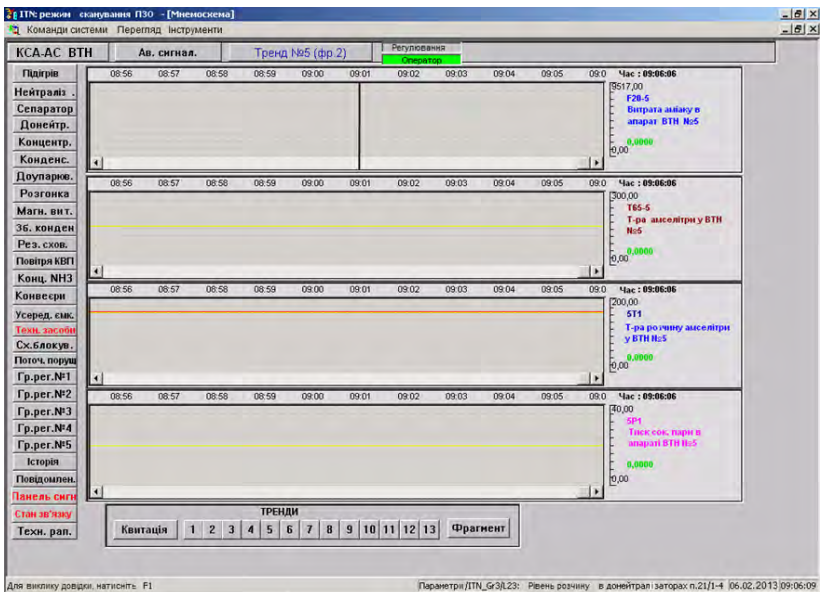 ІТN: режим сканування ПЗО - [Мнемосхема]
Команди системи Перегляд Інструменти
КСА-АС ВТН Ав. сигнал. Тренд №5 (фр.2) Регулювання
Оператор
Підігрів
Нейтраліз .
Сепаратор
Донейтр.
Концентр.
Конденс.
Доупарюв.
Розгонка
Магн. вит.
Зб. конден
Рез. схов.
Повітря КВП
Конц. NH3
Конвеєри
Усеред. ємк.
Техн. засоби
Сх.блокув.
Поточ. поруш
Гр.рег.№1
Гр.рег.№2
Гр.рег.№3
Гр.рег.№4
Гр.рег.№5
Історія
Повідомлен.
Панель сигн
Стан зв'язку
Техн. рап.
08:56 08:57 08:58 08:59 09:00 09:01 09:02 09:03 09:04 09:05 09:0 Час : 09:06:06
9517,00
F20-5
Витрата аміаку в
апарат ВТН №5
0,0000
0,00
08:56 08:57 08:58 08:59 09:00 09:01 09:02 09:03 09:04 09:05 09:0 Час : 09:06:06
300,00
T65-5
Т-ра амселітри у ВТН
№5
0,0000
0,00
08:56 08:57 08:58 08:59 09:00 09:01 09:02 09:03 09:04 09:05 09:0 Час : 09:06:06
200,00
5T1
Т-ра розчину амселітри
у ВТН №5
0,0000
0,00
08:56 08:57 08:58 08:59 09:00 09:01 09:02 09:03 09:04 09:05 09:0 Час : 09:06:06
40,00
5P1
Тиск сок. пари в
апараті ВТН №5
0,0000
0,00
ТРЕНДИ
Квитація 1 2 3 4 5 6 7 8 9 10 11 12 13 Фрагмент
Для виклику довідки, натисніть F1 Параметри/ITN_Gr3/L23: Рівень розчину в донейтралізаторах п.21/1-4 06.02.2013 09:06:09